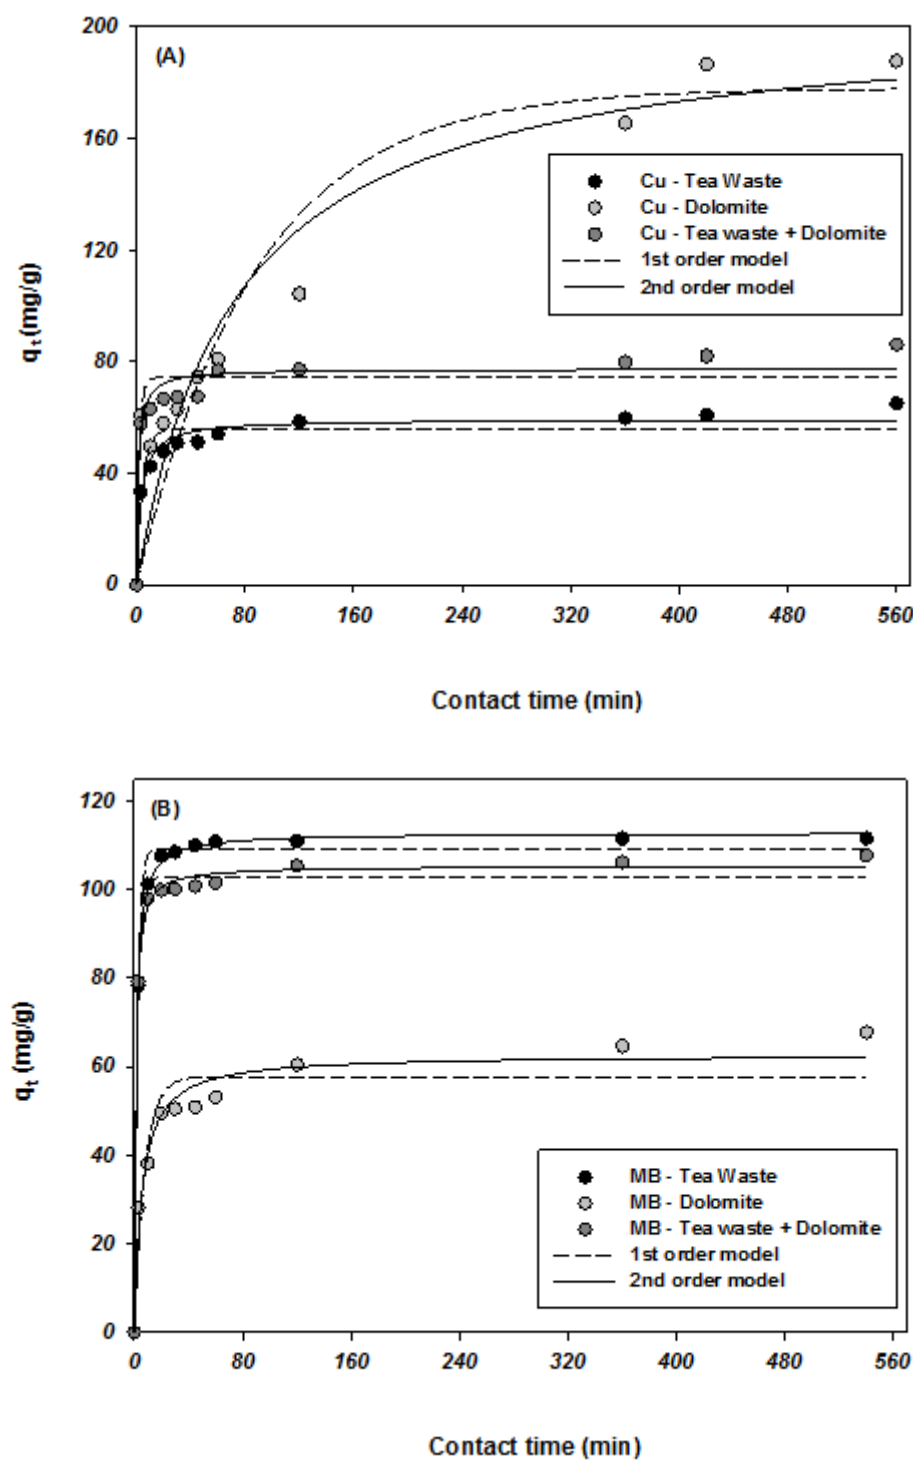 (A)
200
160
120
80
40
0
qt (mg/g)
Cu - Tea Waste
Cu - Dolomite
Cu - Tea waste + Dolomite
1st order model
2nd order model
0 80 160 240 320 400 480 560
Contact time (min)
(B)
120
100
80
60
40
20
0
qt (mg/g)
MB - Tea Waste
MB - Dolomite
MB - Tea waste + Dolomite
1st order model
2nd order model
0 80 160 240 320 400 480 560
Contact time (min)